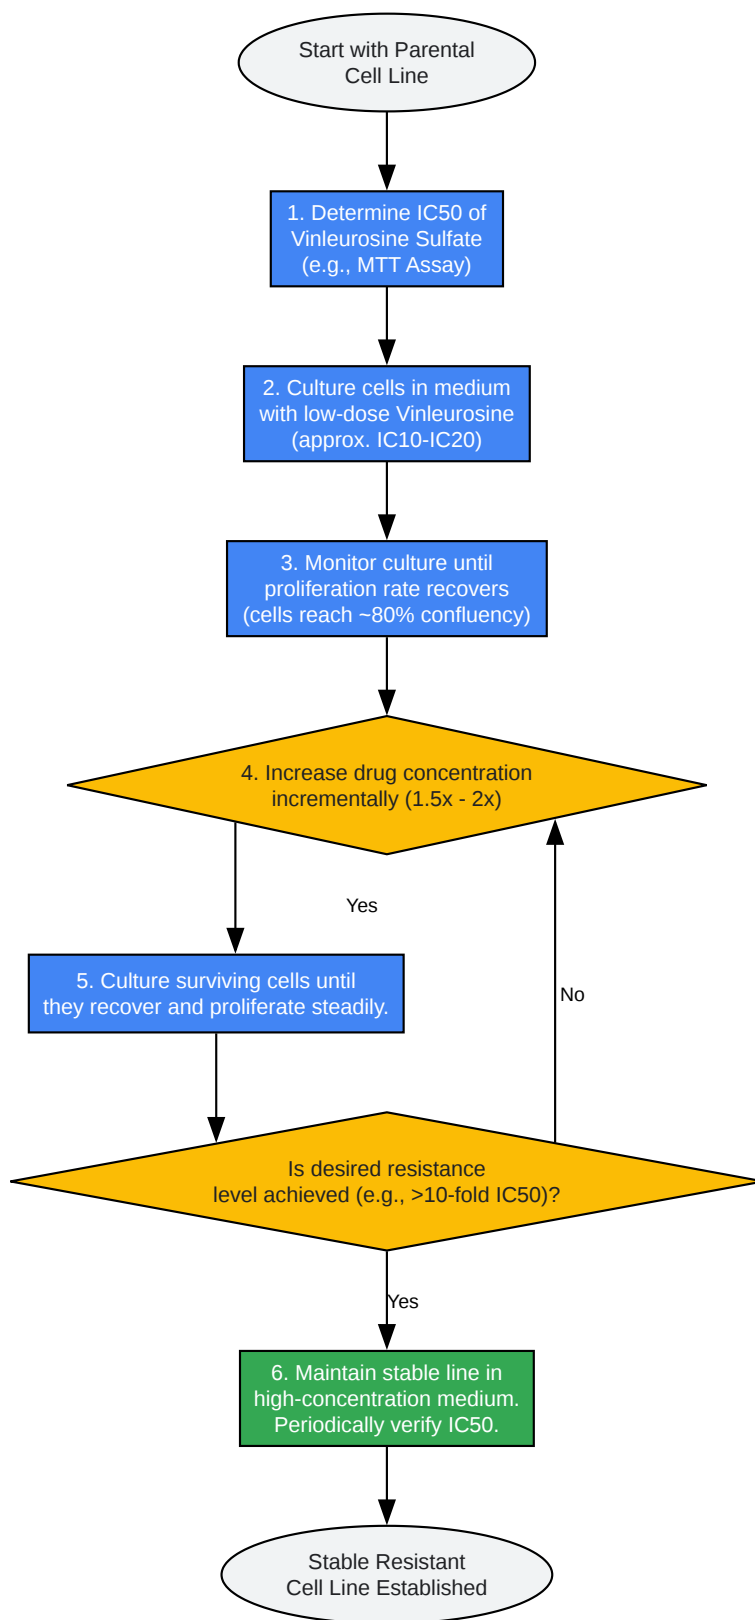 Start with Parental
Cell Line
1. Determine IC50 of
Vinleurosine Sulfate
(e.g., MTT Assay)
2. Culture cells in medium
with low-dose Vinleurosine
(approx. IC10-IC20)
3. Monitor culture until
proliferation rate recovers
(cells reach ~80% confluency)
4. Increase drug concentration
incrementally (1.5x - 2x)
Yes
5. Culture surviving cells until
they recover and proliferate steadily.
No
Is desired resistance
level achieved (e.g., >10-fold IC50)?
Yes
6. Maintain stable line in
high-concentration medium.
Periodically verify IC50.
Stable Resistant
Cell Line Established